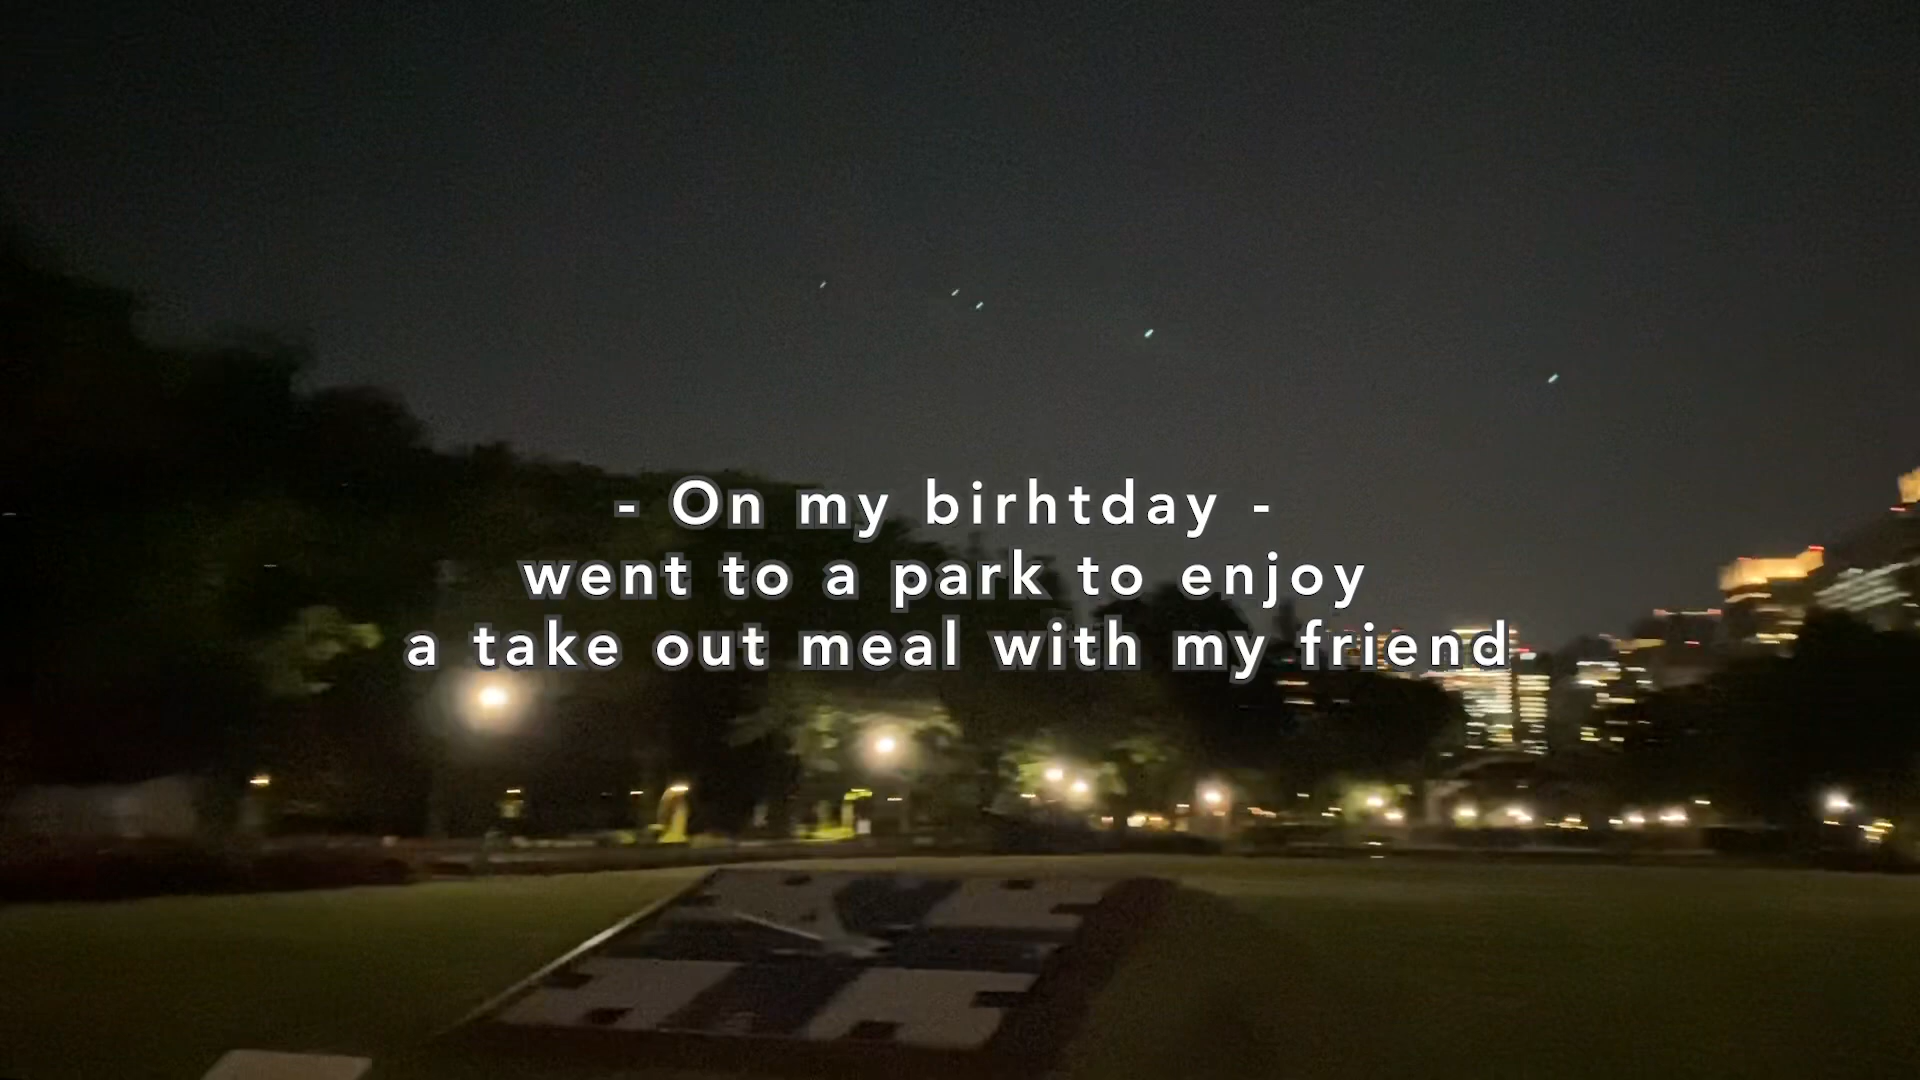 - On my birhtday -
went to a park to enjoy
a take out meal with my friend